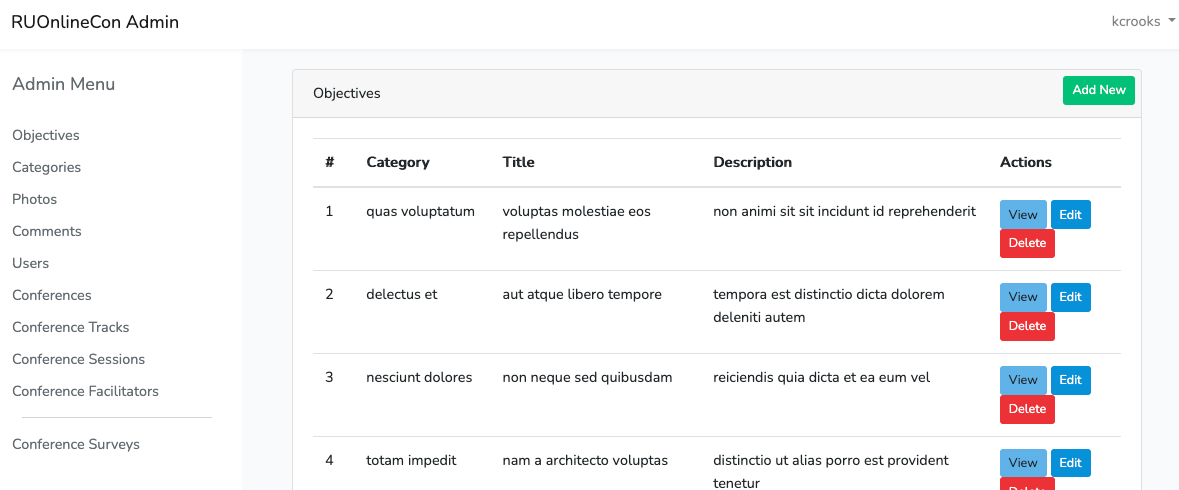 RUOnlineCon Admin
kcrooks
Admin Menu
Objectives
Categories
Photos
Comments
Users
Conferences
Conference Tracks
Conference Sessions
Conference Facilitators
Conference Surveys
Objectives
Add New
# Category Title Description Actions
1 quas voluptatum voluptas molestiae eos non animi sit sit incidunt id reprehenderit View Edit
repellendus Delete
2 delectus et aut atque libero tempore tempora est distinctio dicta dolorem View Edit
deleniti autem Delete
3 nesciunt dolores non neque sed quibusdam reiciendis quia dicta et ea eum vel View Edit
Delete
4 totam impedit nam a architecto voluptas distinctio ut alias porro est provident View Edit
tenetur Delete